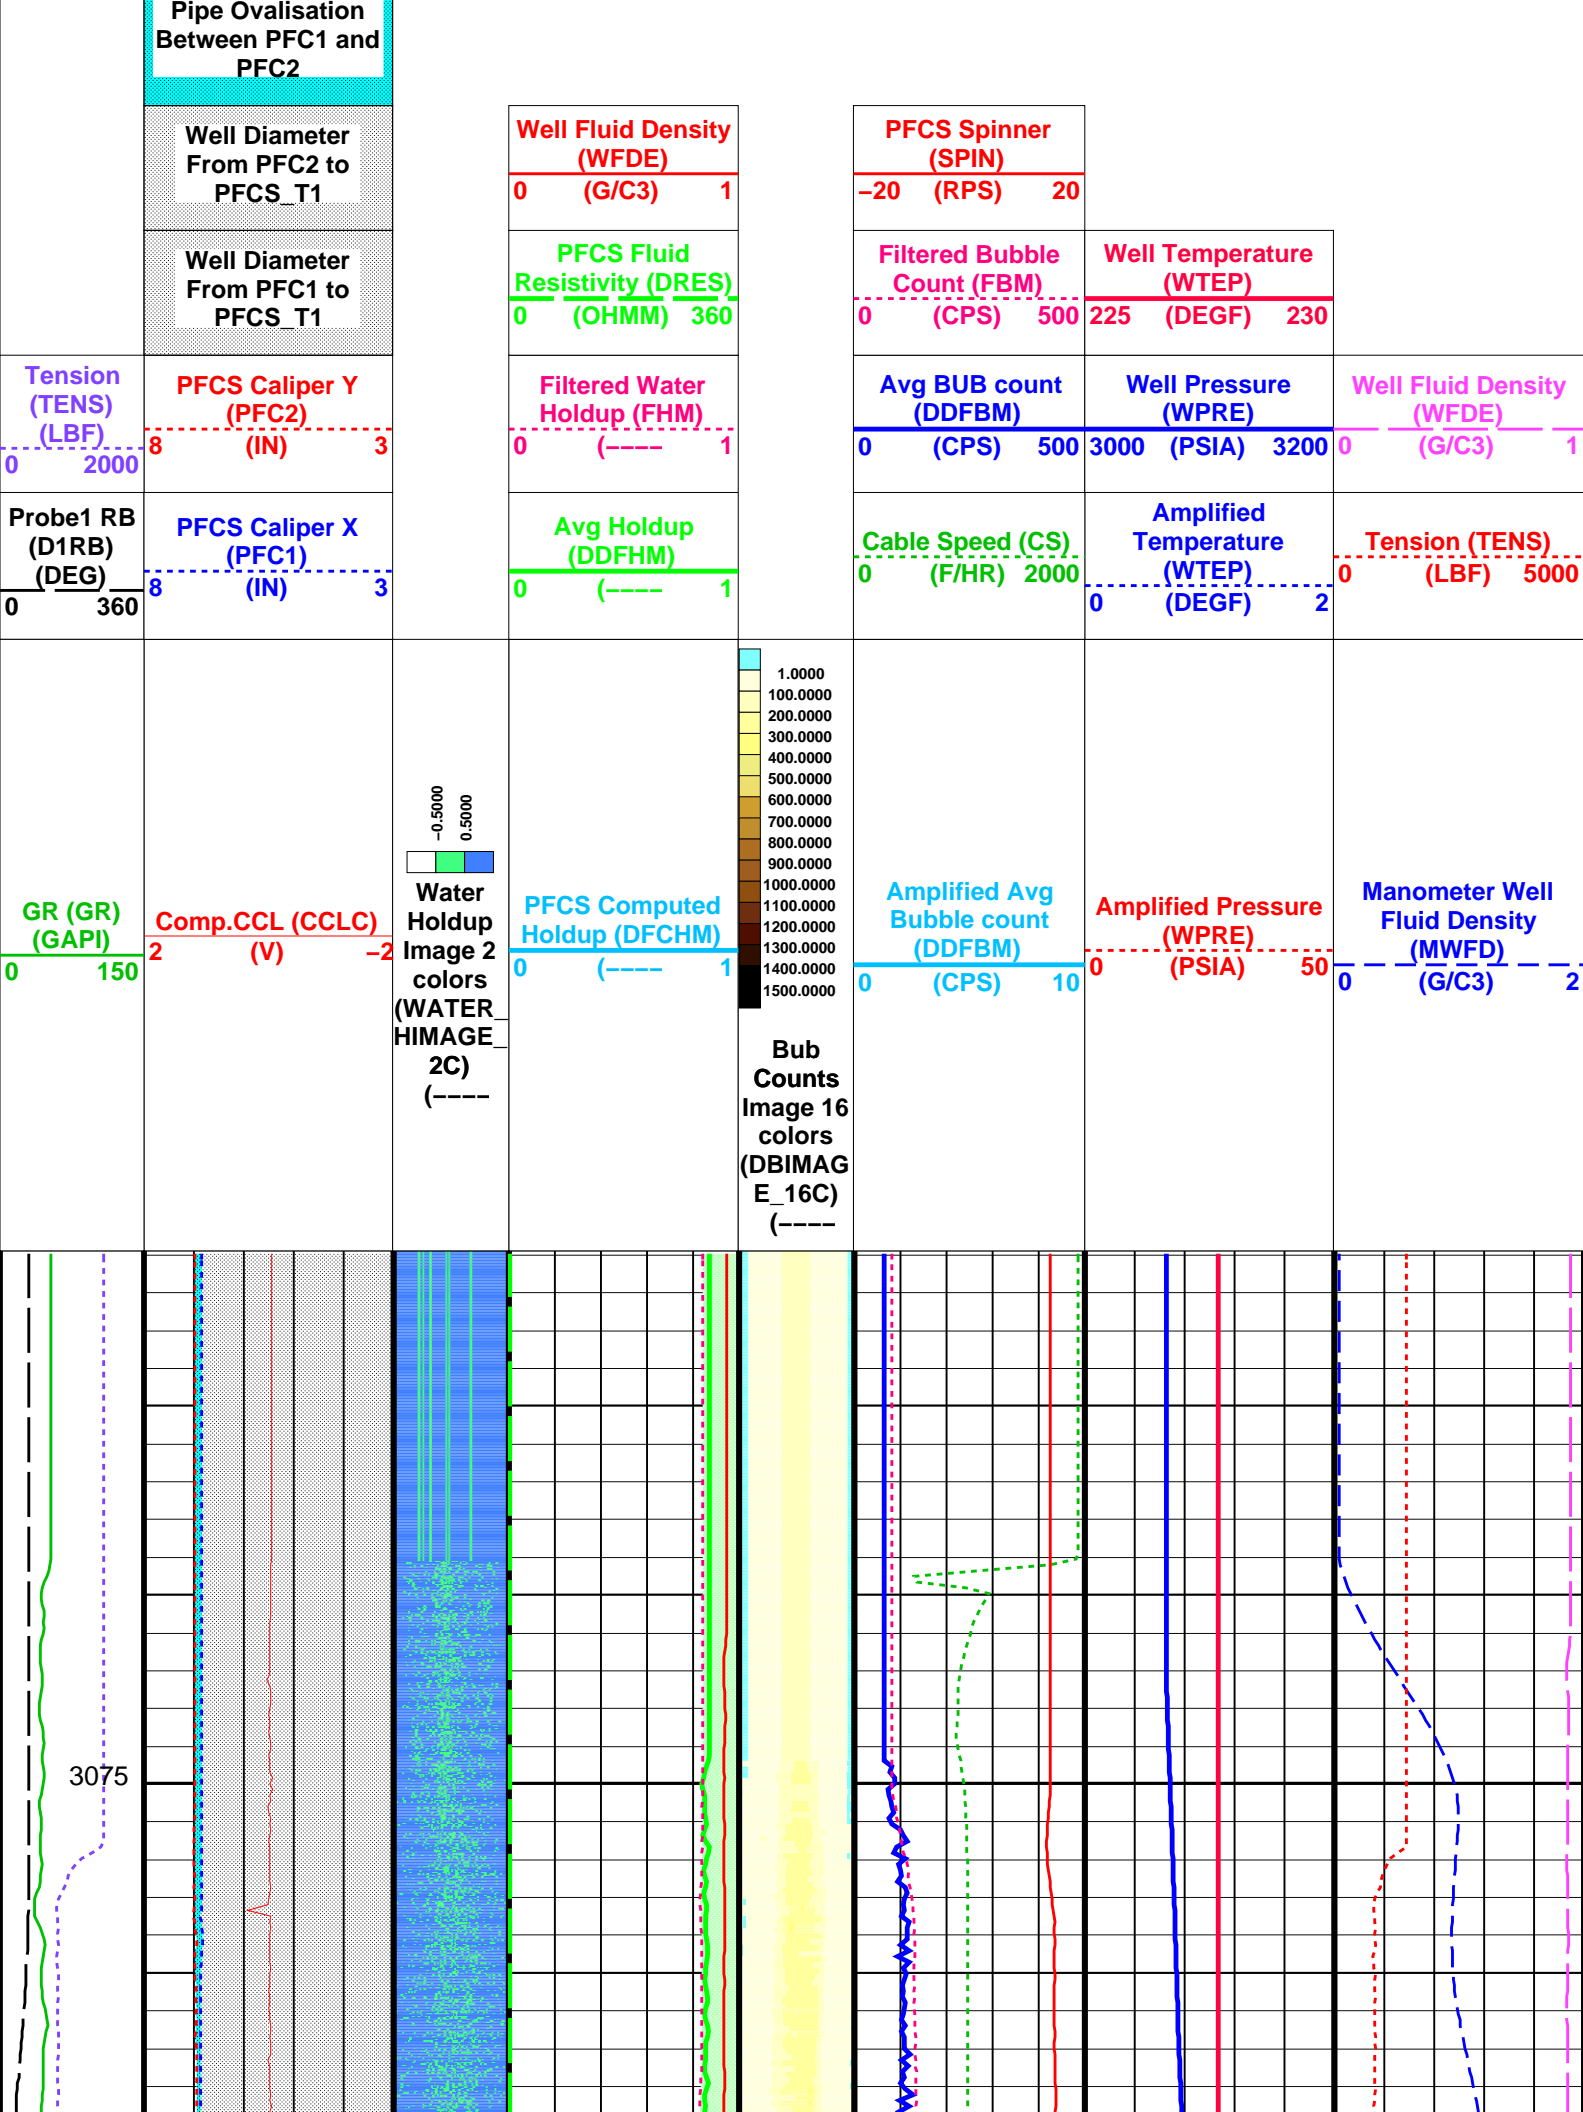 Pipe Ovalisation
Between PFC1 and
PFC2
Well Diameter
From PFC2 to
PFCS_T1
Well Fluid Density
(WFDE)
0 (G/C3) 1
PFCS Spinner
(SPIN)
−20 (RPS) 20
Well Diameter
From PFC1 to
PFCS_T1
PFCS Fluid
Resistivity (DRES)
0 (OHMM) 360
Filtered Bubble
Count (FBM)
0 (CPS) 500
Well Temperature
(WTEP)
225 (DEGF) 230
Tension
(TENS)
(LBF)
0 2000
PFCS Caliper Y
(PFC2)
8 (IN) 3
Filtered Water
Holdup (FHM)
0 (−−−− 1
Avg BUB count
(DDFBM)
0 (CPS) 500
Well Pressure
(WPRE)
3000 (PSIA) 3200
Well Fluid Density
(WFDE)
0 (G/C3) 1
Probe1 RB
(D1RB)
(DEG)
0 360
PFCS Caliper X
(PFC1)
8 (IN) 3
Avg Holdup
(DDFHM)
0 (−−−− 1
Cable Speed (CS)
0 (F/HR) 2000
Amplified
Temperature
(WTEP)
0 (DEGF) 2
Tension (TENS)
0 (LBF) 5000
GR (GR)
(GAPI)
0 150
Comp.CCL (CCLC)
2 (V) −2
−0.5000
0.5000
Water
Holdup
Image 2
colors
(WATER_
HIMAGE_
2C)
(−−−−
PFCS Computed
Holdup (DFCHM)
0 (−−−− 1
1.0000
100.0000
200.0000
300.0000
400.0000
500.0000
600.0000
700.0000
800.0000
900.0000
1000.0000
1100.0000
1200.0000
1300.0000
1400.0000
1500.0000
Bub
Counts
Image 16
colors
(DBIMAG
E_16C)
(−−−−
Amplified Avg
Bubble count
(DDFBM)
0 (CPS) 10
Amplified Pressure
(WPRE)
0 (PSIA) 50
Manometer Well
Fluid Density
(MWFD)
0 (G/C3) 2
3075